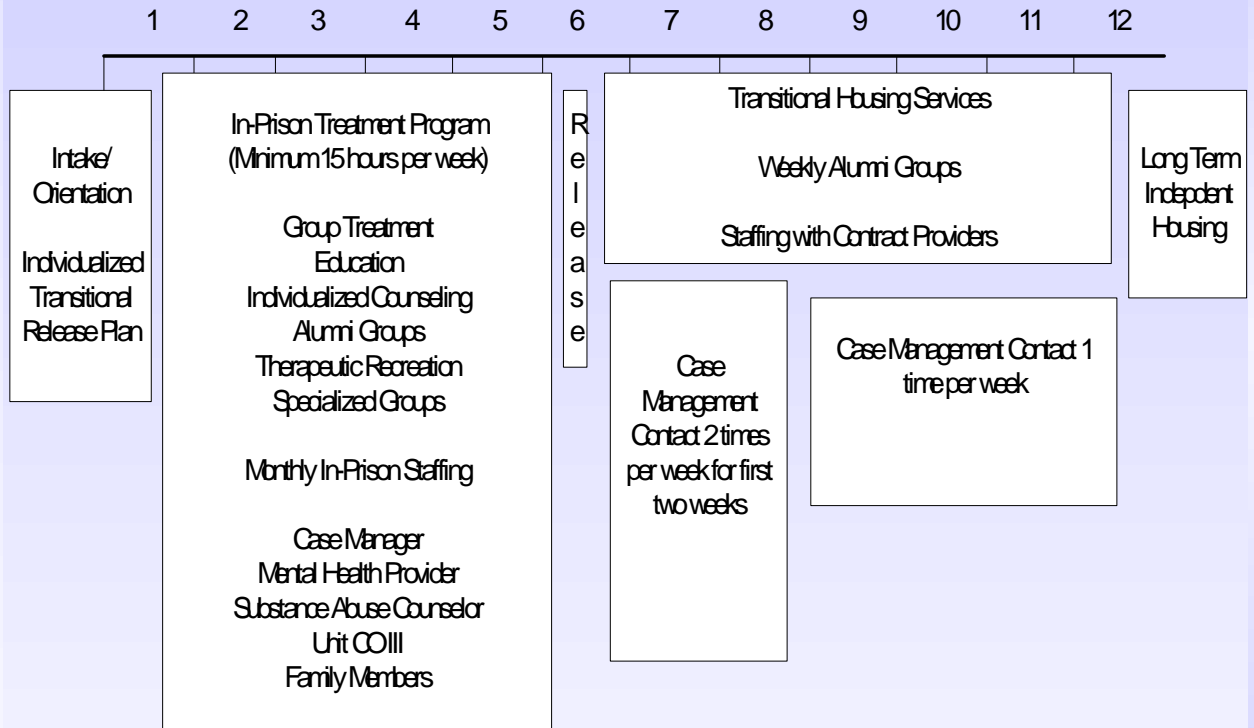 1 2 3 4 5 6 7 8 9 10 11 12
Intake/
Orientation
Individualized
Transitional
Release Plan
In-Prison Treatment Program
(Minimum 15 hours per week)
Group Treatment
Education
Individualized Counseling
Alumni Groups
Therapeutic Recreation
Specialized Groups
Monthly In-Prison Staffing
Case Manager
Mental Health Provider
Substance Abuse Counselor
Unit CO III
Family Members
R
e
l
e
a
s
e
Transitional Housing Services
Weekly Alumni Groups
Staffing with Contract Providers
Case
Management
Contact 2 times
per week for first
two weeks
Case Management Contact 1
time per week
Long Term
Indepdent
Housing